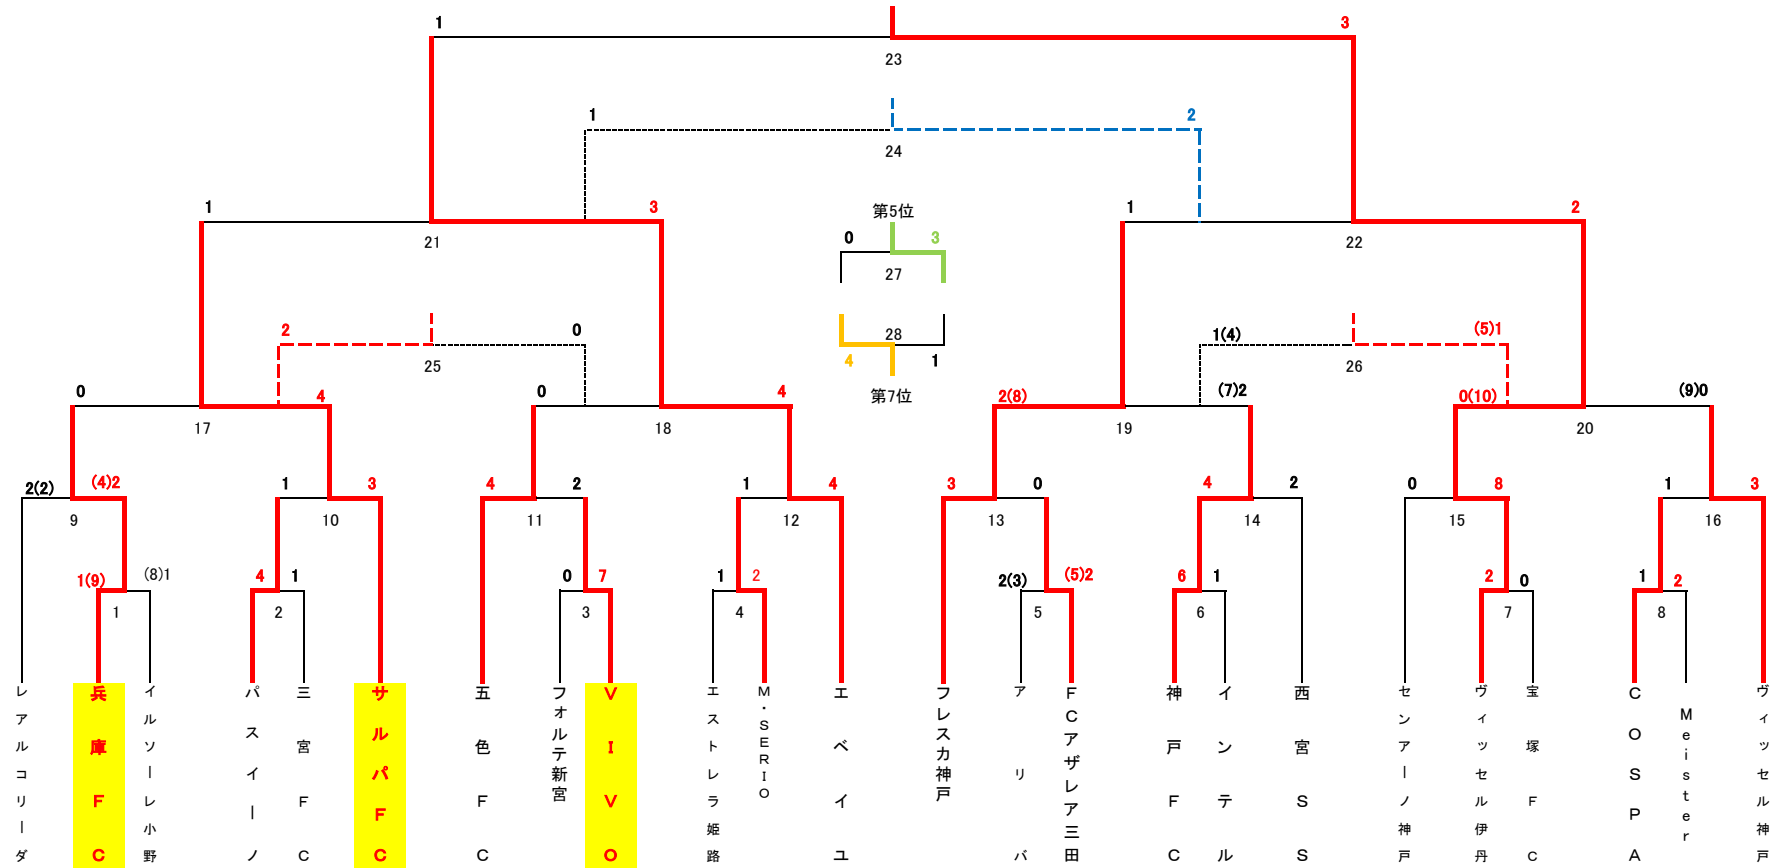 1 3
23
1 2
24
1 3 第5位 1 2
21 0 3 22
27
2 0 28 1(4) (5)1
25 4 1 26
第7位
0 4 0 4 2(8) (7)2 0(10) (9)0
17 18 19 20
2(2) (4)2 1 3 4 2 1 4 3 0 4 2 0 8 1 3
9 10 11 12 13 14 15 16
1(9) (8)1 4 1 0 7 1 2 2(3) (5)2 6 1 2 0 1 2
1 2 3 4 5 6 7 8
レアルコリーダ
兵庫FC
イルソーレ小野
パスイーノ
三宮FC
サルパFC
五色FC
フォルテ新宮
VIVO
エストレラ姫路
M・SERIO
エベイユ
フレスカ神戸
アリバ
FCアザレア三田
神戸FC
インテル
西宮SS
センアーノ神戸
ヴィッセル伊丹
宝塚FC
COSPA
Meister
ヴィッセル神戸